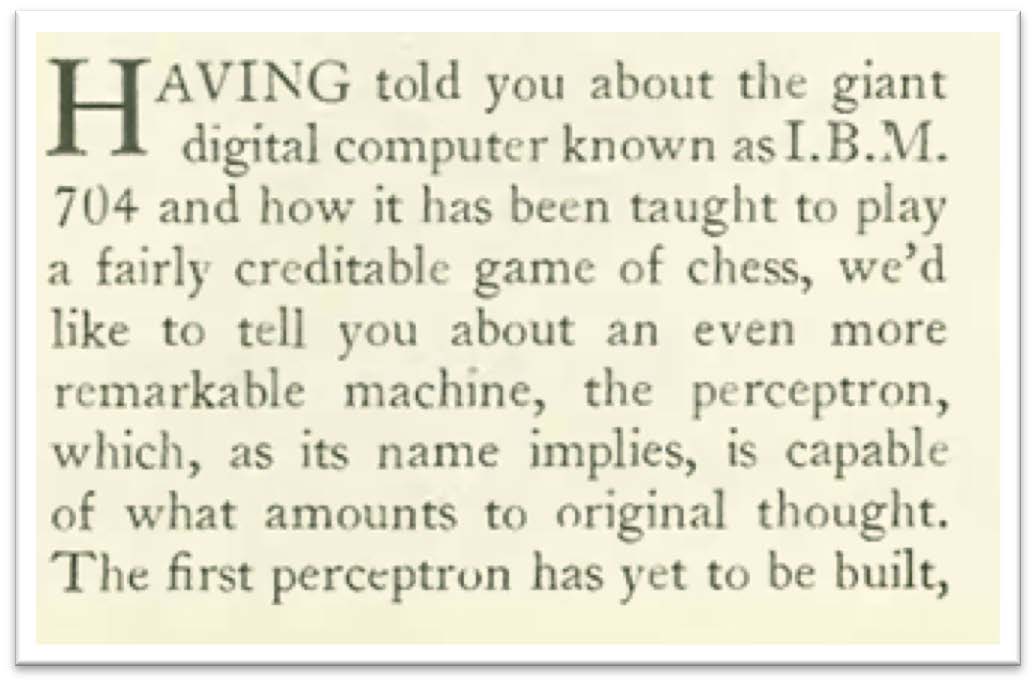 HAVING told you about the giant
digital computer known as I.B.M.
704 and how it has been taught to play
a fairly creditable game of chess, we’d
like to tell you about an even more
remarkable machine, the perceptron,
which, as its name implies, is capable
of what amounts to original thought.
The first perceptron has yet to be built,